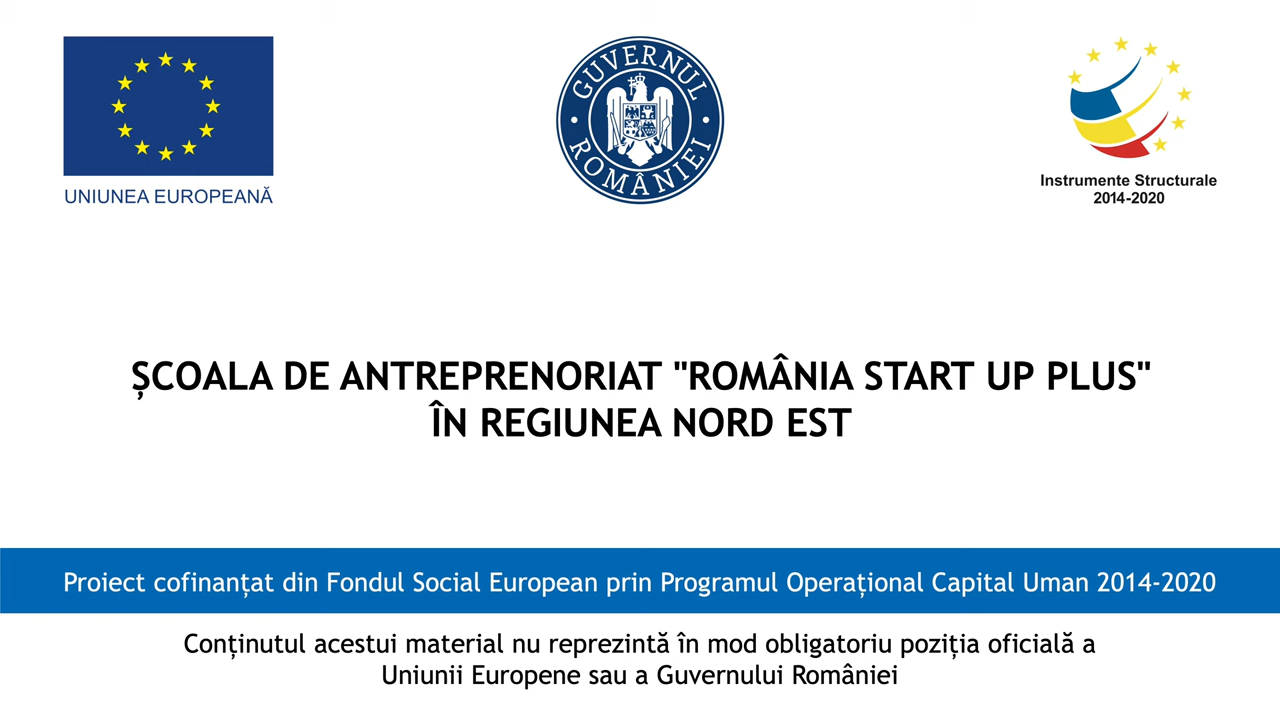 UNIUNEA EUROPEANĂ
GUVERNUL ROMÂNIEI
Instrumente Structurale
2014-2020
ȘCOALA DE ANTREPRENORIAT "ROMÂNIA START UP PLUS"
ÎN REGIUNEA NORD EST
Proiect cofinanțat din Fondul Social European prin Programul Operațional Capital Uman 2014-2020
Conținutul acestui material nu reprezintă în mod obligatoriu poziția oficială a
Uniunii Europene sau a Guvernului României